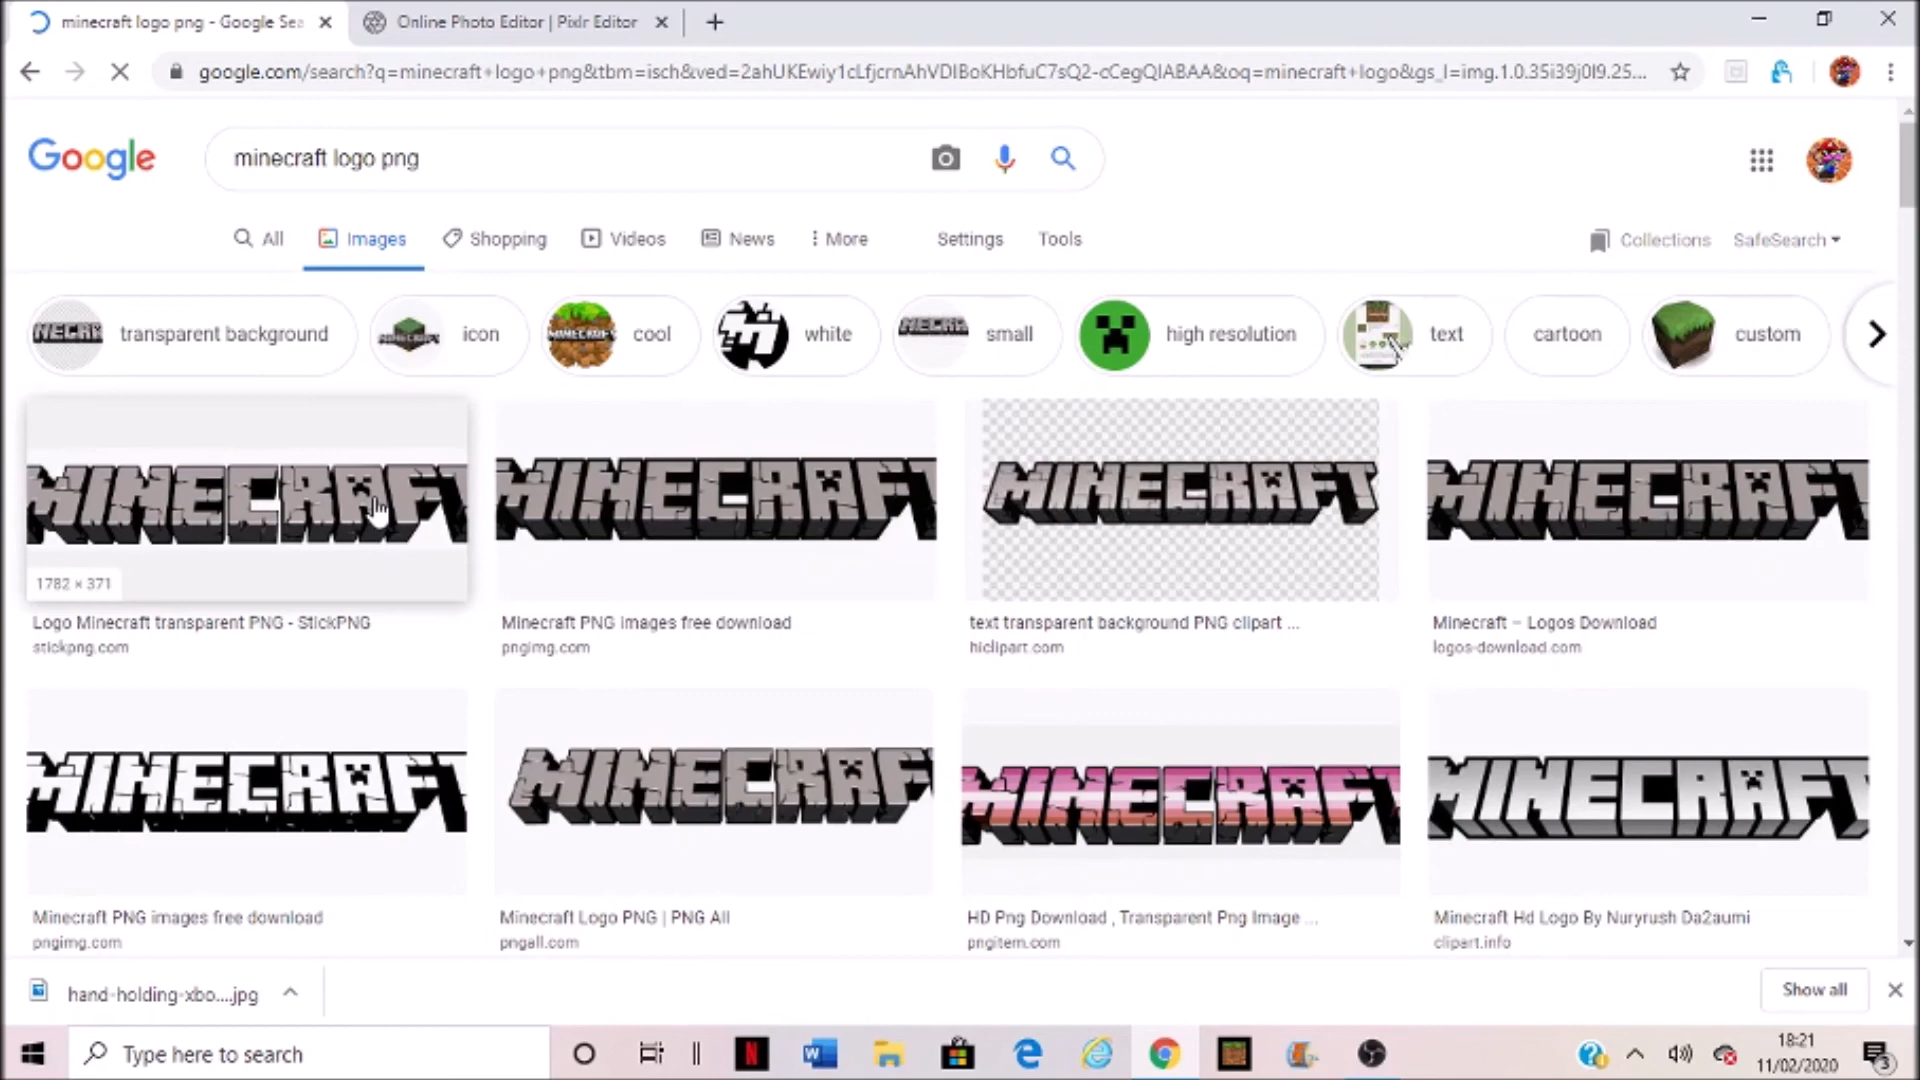 minecraft logo png - Google Sea
Online Photo Editor | Pixlr Editor
google.com/search?q=minecraft+logo+png&tbm=isch&ved=2ahUKEwiy1cLfjcrnAhVDIBoKHbfuC7sQ2-cCegQIABAA&oq=minecraft+logo&gs_l=img.1.0.35i39j0l9.25...
Google
minecraft logo png
All
Images
Shopping
Videos
News
More
Settings
Tools
Collections
SafeSearch
transparent background
icon
cool
white
small
high resolution
text
cartoon
custom
MINECRAFT
MINECRAFT
MINECRAFT
MINECRAFT
1782 × 371
Logo Minecraft transparent PNG - StickPNG
stickpng.com
Minecraft PNG images free download
pngimg.com
text transparent background PNG clipart ...
hiclipart.com
Minecraft – Logos Download
logos-download.com
MINECRAFT
MINECRAF
MINECRAFT
MINECRAFT
Minecraft PNG images free download
pngimg.com
Minecraft Logo PNG | PNG All
pngall.com
HD Png Download , Transparent Png Image ...
pngitem.com
Minecraft Hd Logo By Nuryrush Da2aumi
clipart.info
hand-holding-xbo....jpg
Show all
Type here to search
18:21
11/02/2020
3